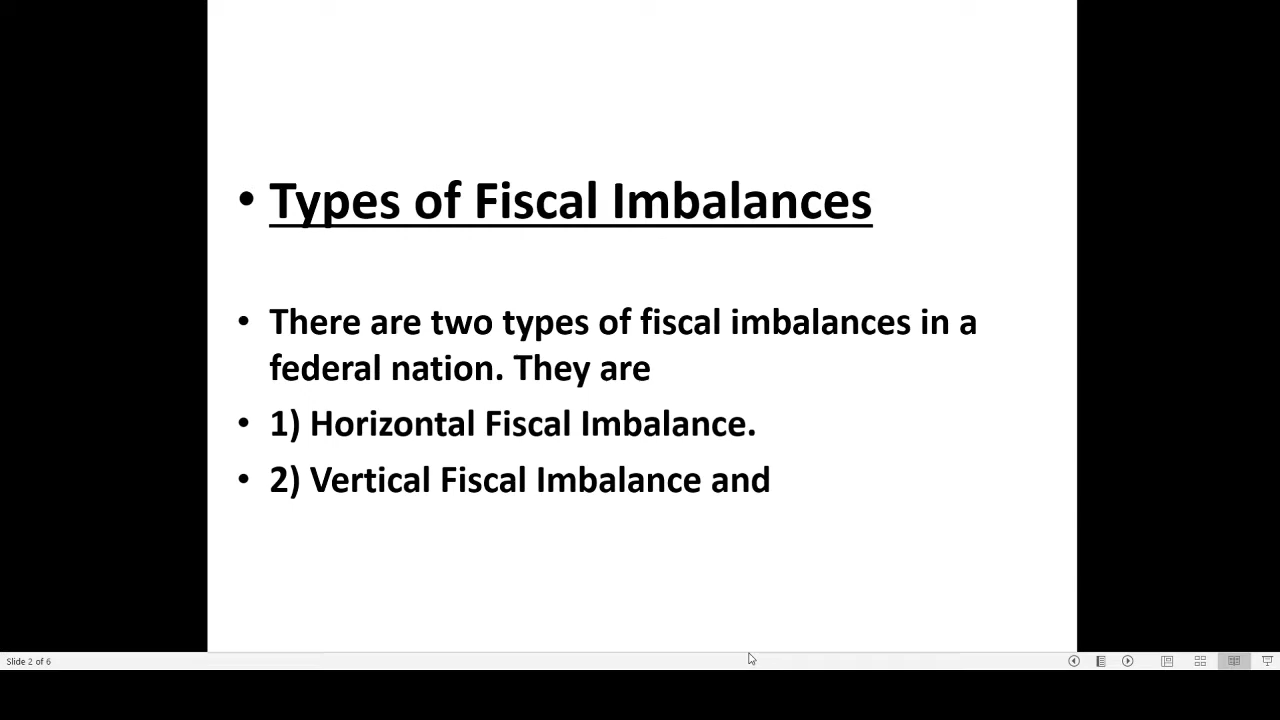 • Types of Fiscal Imbalances
• There are two types of fiscal imbalances in a
federal nation. They are
• 1) Horizontal Fiscal Imbalance.
• 2) Vertical Fiscal Imbalance and
Slide 2 of 6